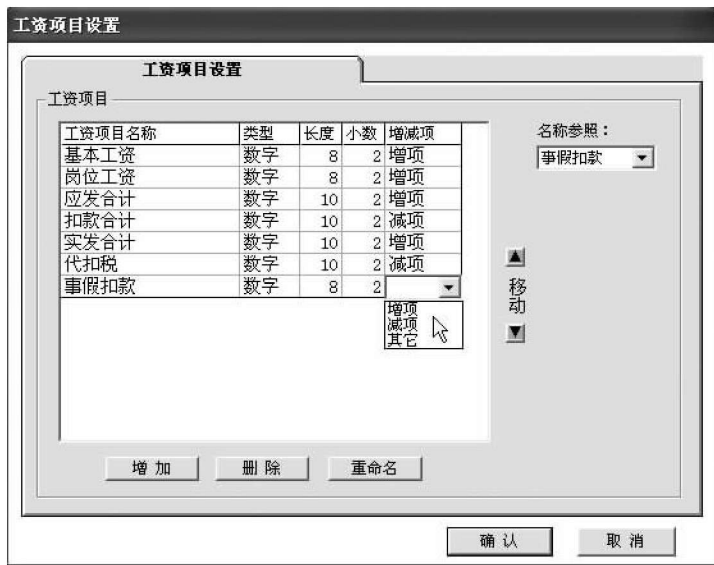 工资项目设置
工资项目设置
工资项目
工资项目名称 类型 长度 小数 增减项
基本工资 数字 8 2 增项
岗位工资 数字 8 2 增项
应发合计 数字 10 2 增项
扣款合计 数字 10 2 减项
实发合计 数字 10 2 增项
代扣税 数字 10 2 减项
事假扣款 数字 8 2
增项
减项
其它
名称参照：
事假扣款
移动
增加 删除 重命名
确认 取消